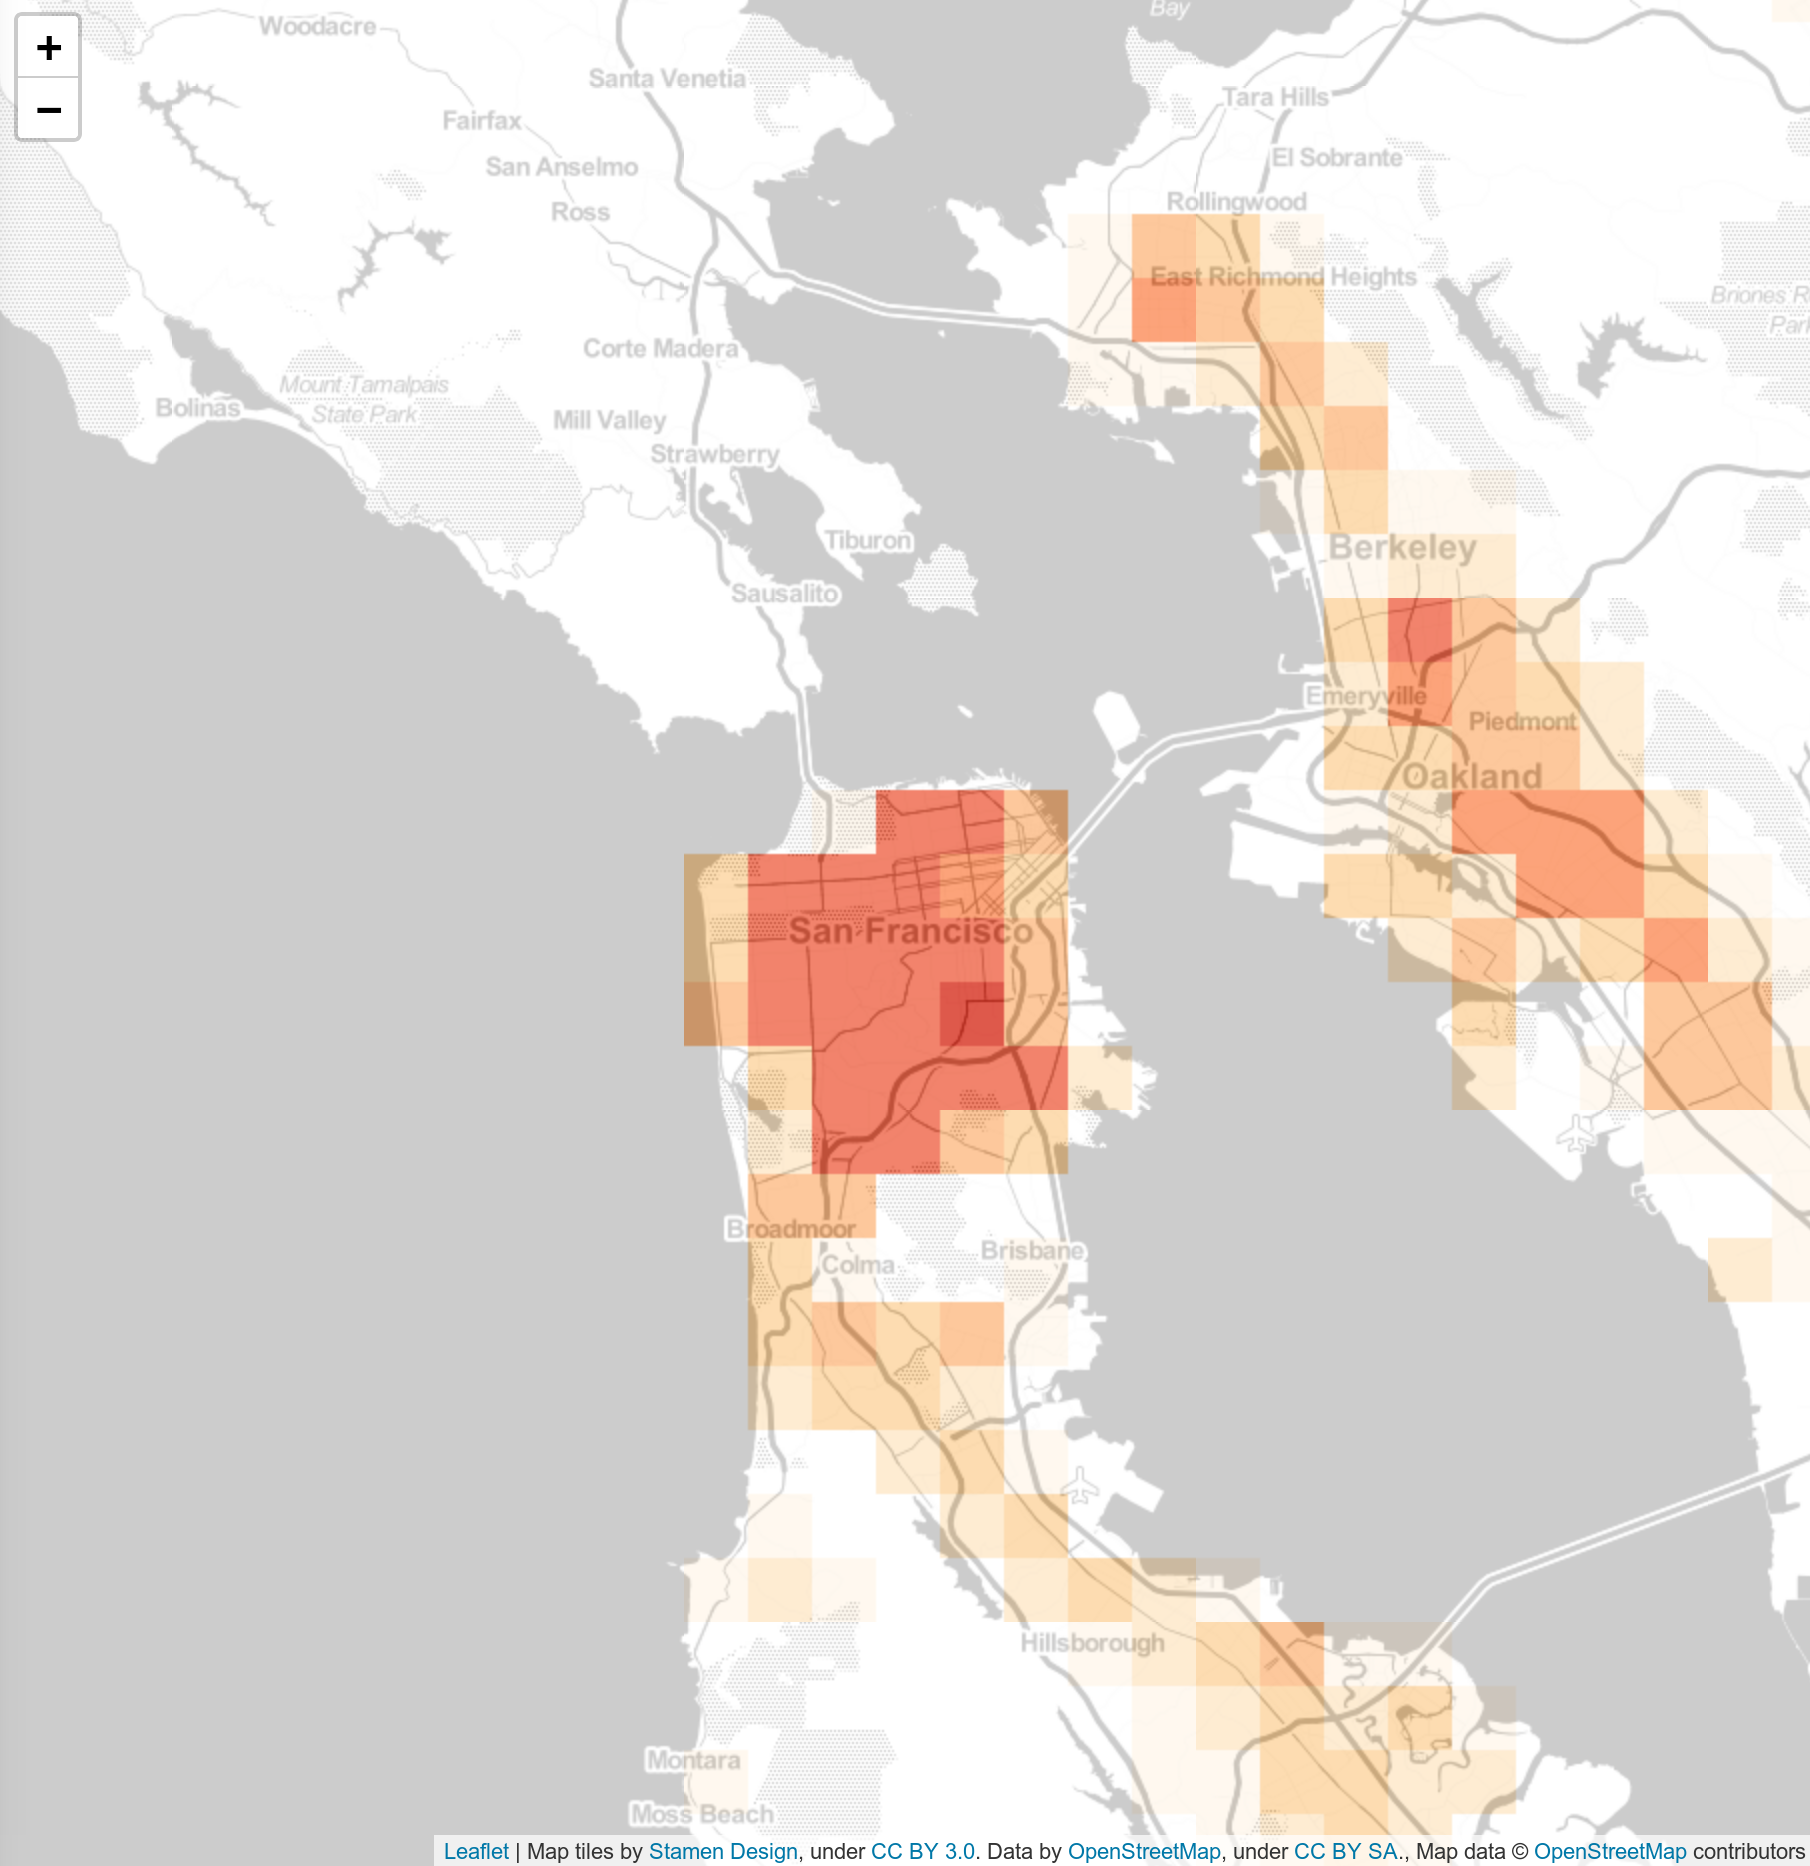 Bay
Woodacre
+
−
Santa Venetia
Tara Hills
Fairfax
El Sobrante
San Anselmo
Rollingwood
Ross
East Richmond Heights
Briones R
Park
Corte Madera
Mount Tamalpais
State Park
Bolinas
Mill Valley
Strawberry
Tiburon
Berkeley
Sausalito
Emeryville
Piedmont
Oakland
San Francisco
Broadmoor
Brisbane
Colma
Hillsborough
Montara
Moss Beach
Leaflet | Map tiles by Stamen Design, under CC BY 3.0. Data by OpenStreetMap, under CC BY SA., Map data © OpenStreetMap contributors